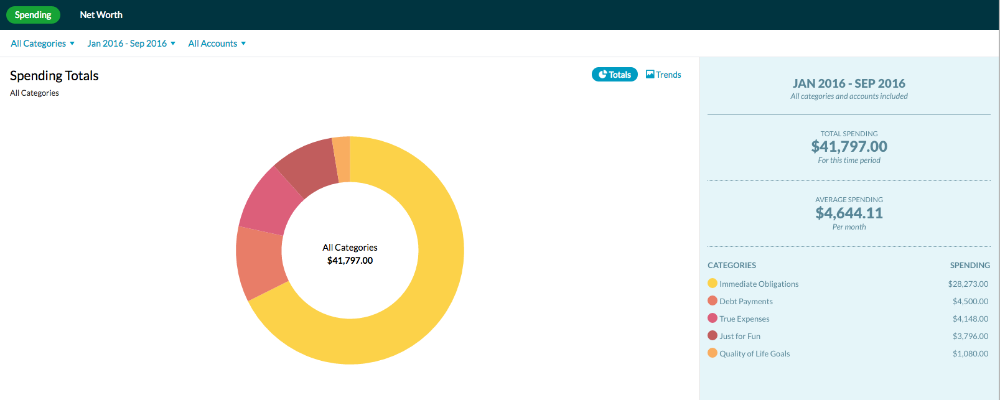 Spending Net Worth
All Categories Jan 2016 - Sep 2016 All Accounts
Spending Totals
All Categories
Totals Trends
All Categories
$41,797.00
JAN 2016 - SEP 2016
All categories and accounts included
TOTAL SPENDING
$41,797.00
For this time period
AVERAGE SPENDING
$4,644.11
Per month
CATEGORIES SPENDING
Immediate Obligations $28,273.00
Debt Payments $4,500.00
True Expenses $4,148.00
Just for Fun $3,796.00
Quality of Life Goals $1,080.00